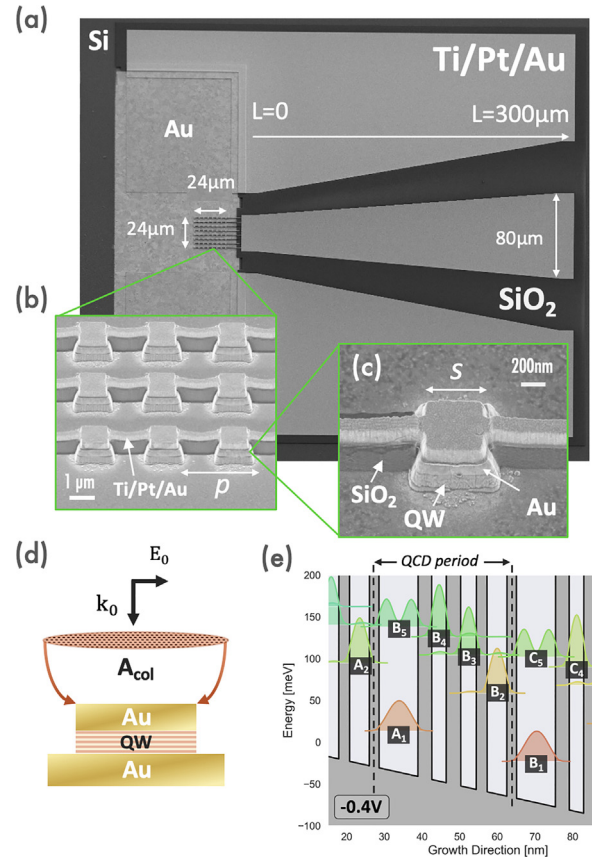 (a)
Si
Ti/Pt/Au
Au
L=0
L=300μm
24μm
24μm
80μm
SiO₂
(b)
1 μm
Ti/Pt/Au
p
(c)
S
200nm
SiO₂
QW
Au
(d)
E₀
k₀
A_col
Au
QW
Au
(e)
QCD period
Energy [meV]
200
150
100
50
0
−50
−100
A₂
B₅
B₄
B₃
B₂
C₅
C₄
A₁
B₁
-0.4V
20
30
40
50
60
70
80
Growth Direction [nm]